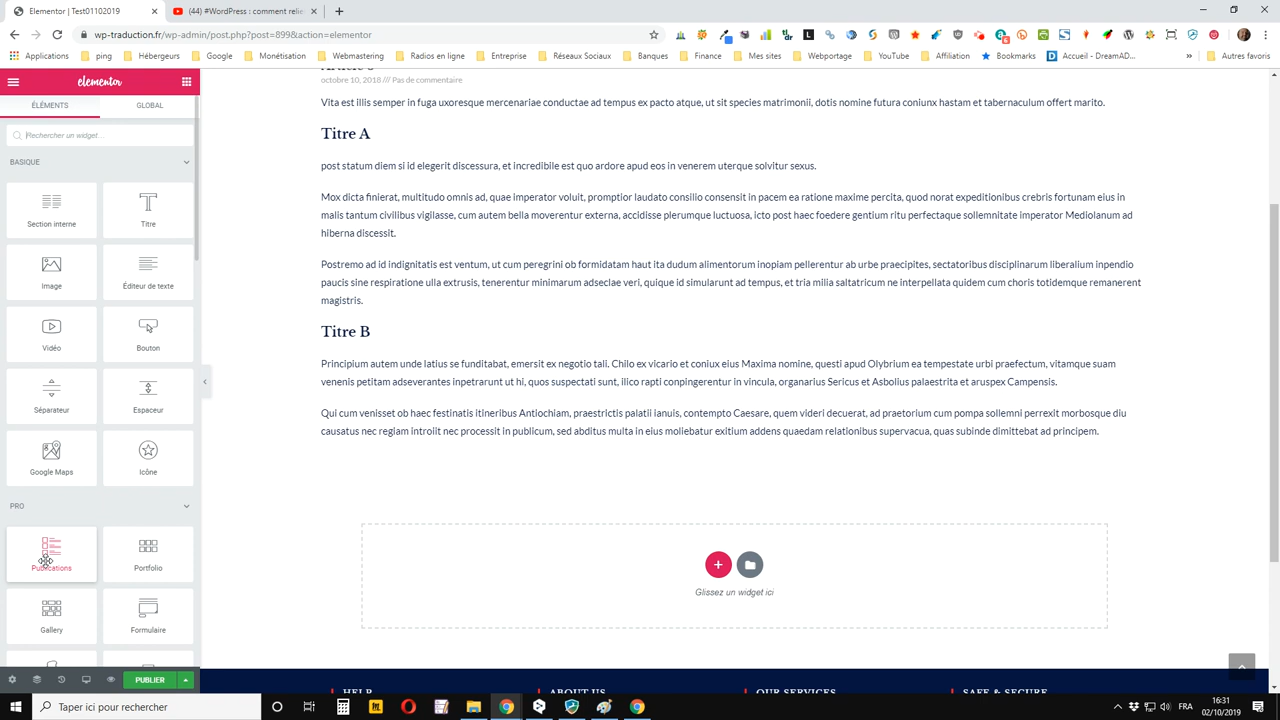 Elementor | Test01102019
(44) #WordPress : comment relie
wp-traduction.fr/wp-admin/post.php?post=899&action=elementor
Applications
ping
Hébergeurs
Google
Monétisation
Webmastering
Radios en ligne
Entreprise
Réseaux Sociaux
Banques
Mes sites
Webportage
YouTube
Affiliation
Bookmarks
Accueil - DreamAD...
»
Autres favoris
elementor
ÉLÉMENTS
GLOBAL
Rechercher un widget...
BASIQUE
Section interne
Titre
Image
Éditeur de texte
Vidéo
Bouton
Séparateur
Espaceur
Google Maps
Icône
PRO
Publications
Portfolio
Gallery
Formulaire
PUBLIER
octobre 10, 2018 /// Pas de commentaire
Vita est illis semper in fuga uxoresque mercenariae conductae ad tempus ex pacto atque, ut sit species matrimonii, dotis nomine futura coniunx hastam et tabernaculum offert marito.
Titre A
post statum diem si id elegerit discessura, et incredibile est quo ardore apud eos in venerem uterque solvitur sexus.
Mox dicta finierat, multitudo omnis ad, quae imperator voluit, promptior laudato consilio consensit in pacem ea ratione maxime percita, quod norat expeditionibus crebris fortunam eius in
malis tantum civilibus vigilasse, cum autem bella moverentur externa, accidisse plerumque luctuosa, icto post haec foedere gentium ritu perfectaque sollemnitate imperator Mediolanum ad
hiberna discessit.
Postremo ad id indignitatis est ventum, ut cum peregrini ob formidatam haut ita dudum alimentorum inopiam pellerentur ab urbe praecipites, sectatoribus disciplinarum liberalium inpendio
paucis sine respiratione ulla extrusis, tenerentur minimarum adseclae veri, quique id simularunt ad tempus, et tria milia saltatricum ne interpellata quidem cum choris totidemque remanerent
magistris.
Titre B
Principium autem unde latius se funditabat, emersit ex negotio tali. Chilo ex vicario et coniux eius Maxima nomine, questi apud Olybrium ea tempestate urbi praefectum, vitamque suam
venenis petitam adseverantes inpetrarunt ut hi, quos suspectati sunt, ilico rapti conpingerentur in vincula, organarius Sericus et Asbolius palaestrita et aruspex Campensis.
Qui cum venisset ob haec festinatis itineribus Antiochiam, praestrictis palatii ianuis, contempto Caesare, quem videri decuerat, ad praetorium cum pompa sollemni perrexit morbosque diu
causatus nec regiam introiit nec processit in publicum, sed abditus multa in eius moliebatur exitium addens quaedam relationibus supervacua, quas subinde dimittebat ad principem.
Glissez un widget ici
HELP
ABOUT US
OUR SERVICES
SAFE & SECURE
Taper ici pour rechercher
FRA
16:31
02/10/2019